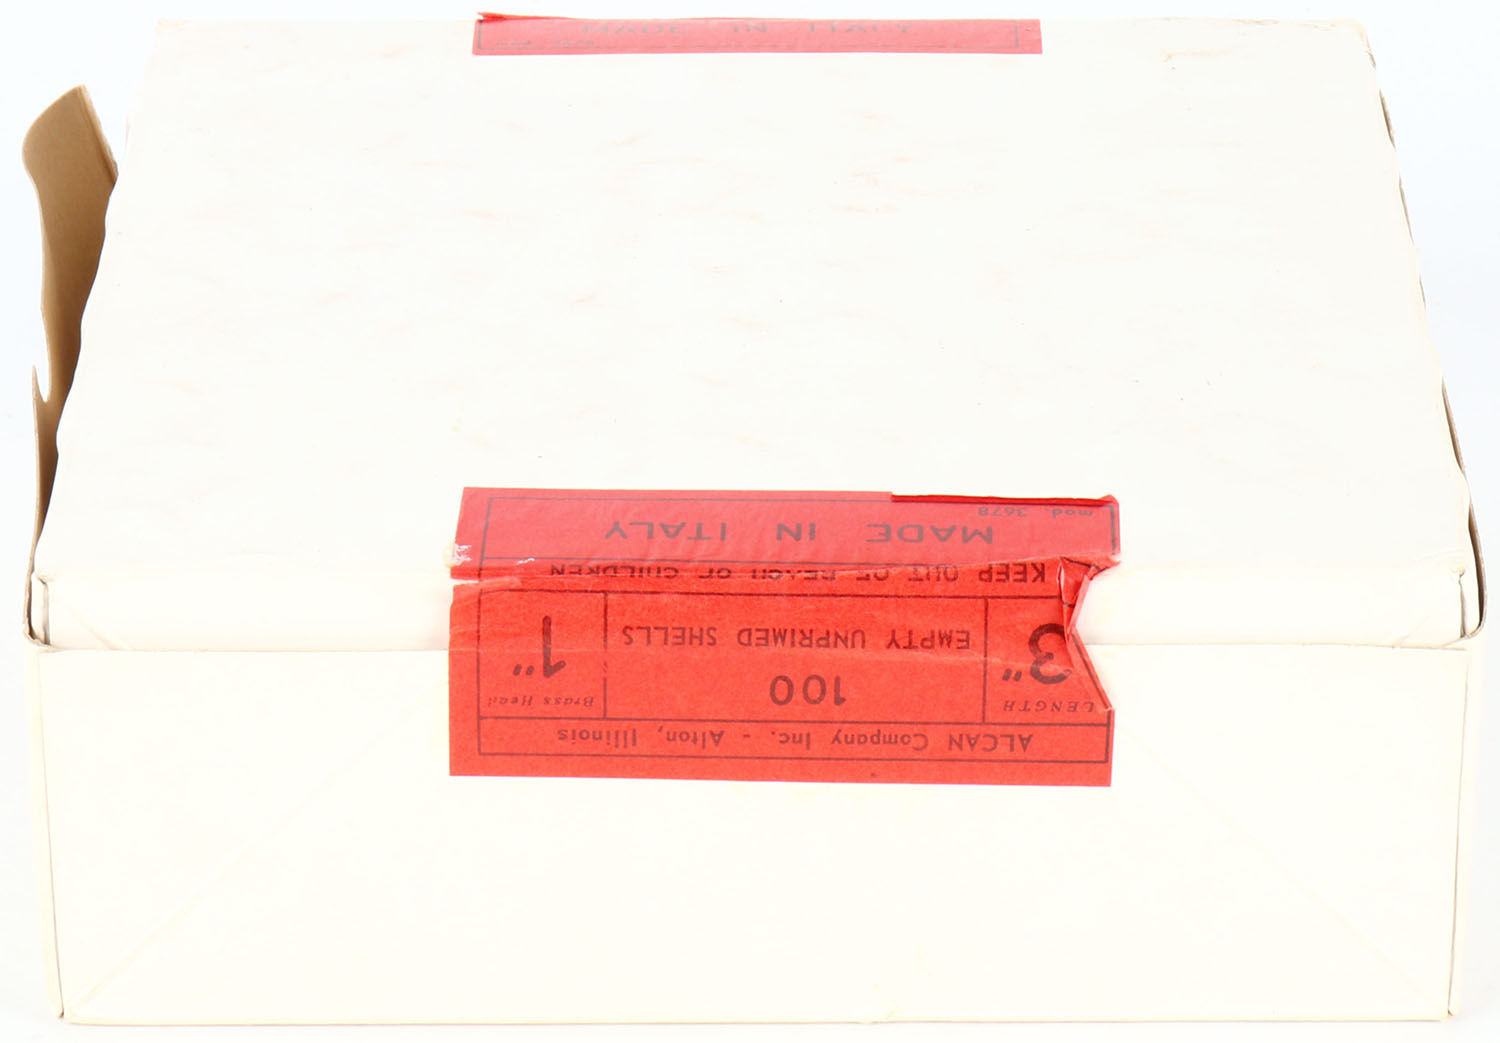 MADE IN ITALY
ALCAN Company Inc. - Alton, Illinois
LENGTH 3"
100
EMPTY UNPRIMED SHELLS
Brass Head 1"
KEEP OUT OF REACH OF CHILDREN
MADE IN ITALY
mod. 3678